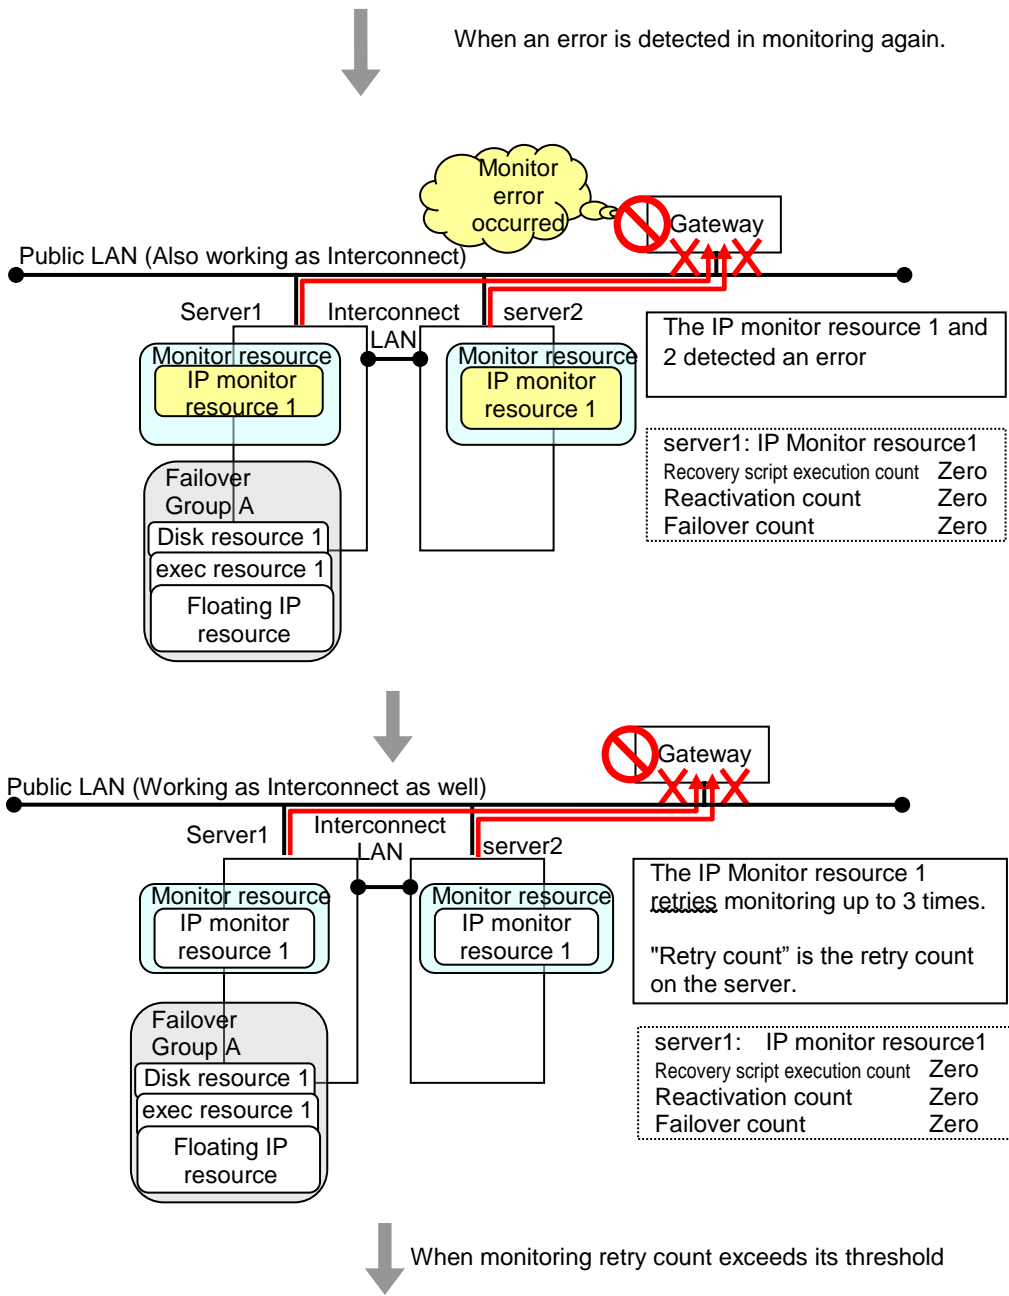 When an error is detected in monitoring again.
Monitor
error
occurred
Gateway
Public LAN (Also working as Interconnect)
Server1
Interconnect
LAN
server2
Monitor resource
IP monitor
resource 1
Monitor resource
IP monitor
resource 1
The IP monitor resource 1 and
2 detected an error
server1: IP Monitor resource1
Recovery script execution count Zero
Reactivation count Zero
Failover count Zero
Failover
Group A
Disk resource 1
exec resource 1
Floating IP
resource
Gateway
Public LAN (Working as Interconnect as well)
Server1
Interconnect
LAN
server2
Monitor resource
IP monitor
resource 1
Monitor resource
IP monitor
resource 1
The IP Monitor resource 1
retries monitoring up to 3 times.
"Retry count” is the retry count
on the server.
server1: IP monitor resource1
Recovery script execution count Zero
Reactivation count Zero
Failover count Zero
Failover
Group A
Disk resource 1
exec resource 1
Floating IP
resource
When monitoring retry count exceeds its threshold